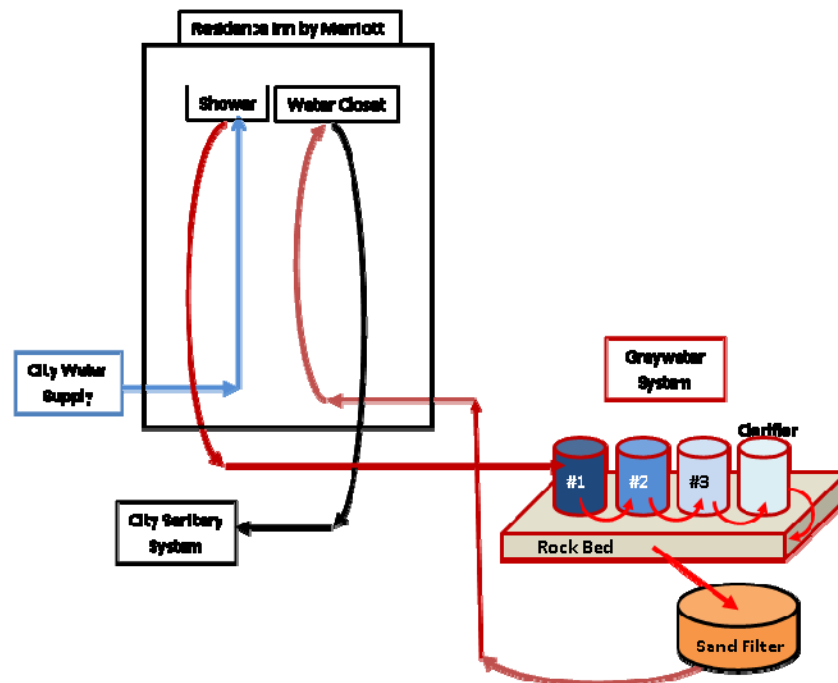 Residence Inn by Marriott
Shower
Water Closet
City Water
Supply
Graywater
System
Clarifier
#1
#2
#3
City Sanitary
System
Rock Bed
Sand Filter